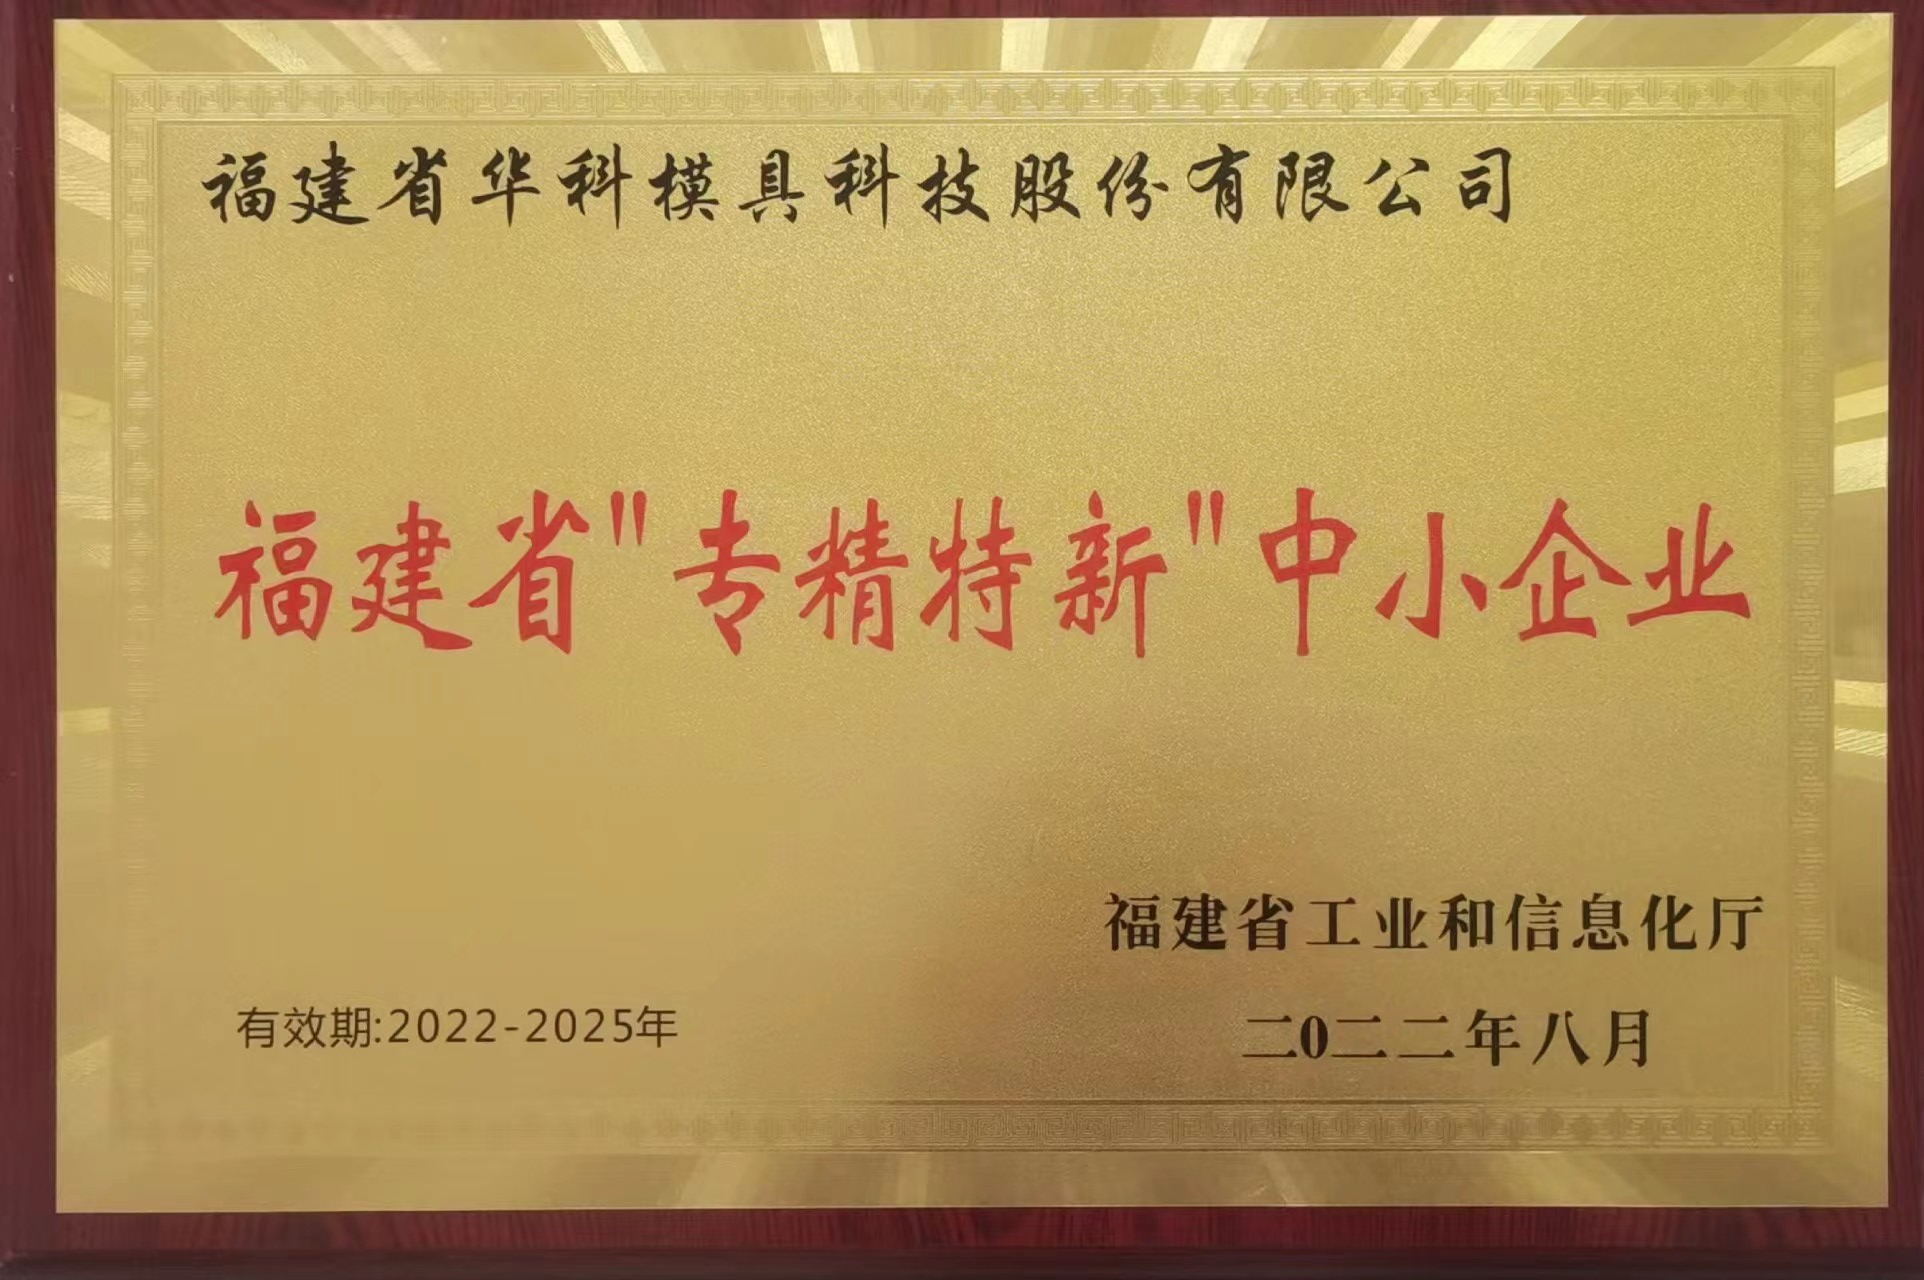 福建省华科模具科技股份有限公司
福建省"专精特新"中小企业
福建省工业和信息化厅
有效期:2022-2025年
二0二二年八月